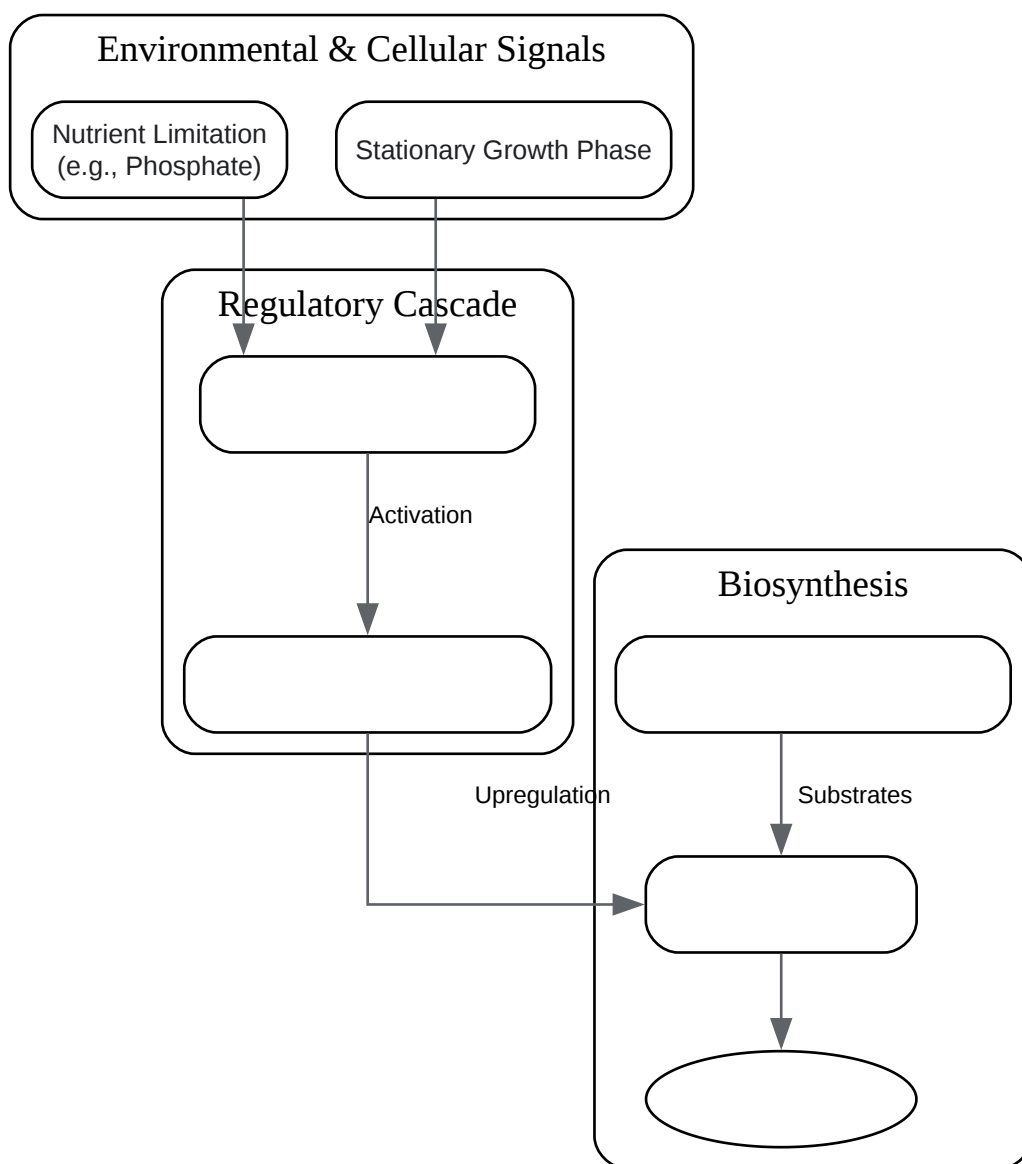 Environmental & Cellular Signals
Nutrient Limitation
(e.g., Phosphate)
Stationary Growth Phase
Regulatory Cascade
Activation
Biosynthesis
Upregulation
Substrates